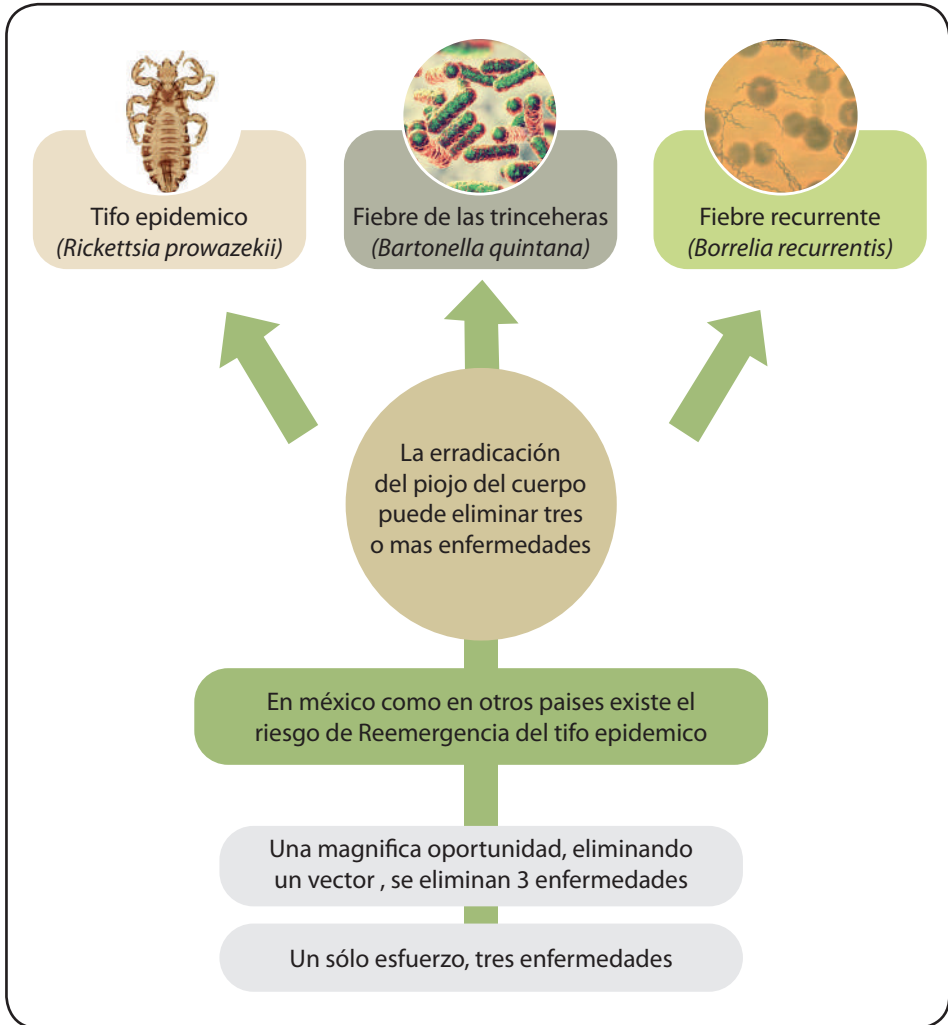 Tifo epidemico
(Rickettsia prowazekii)
Fiebre de las trinceheras
(Bartonella quintana)
Fiebre recurrente
(Borrelia recurrentis)
La erradicación
del piojo del cuerpo
puede eliminar tres
o mas enfermedades
En méxico como en otros paises existe el
riesgo de Reemergencia del tifo epidemico
Una magnifica oportunidad, eliminando
un vector , se eliminan 3 enfermedades
Un sólo esfuerzo, tres enfermedades